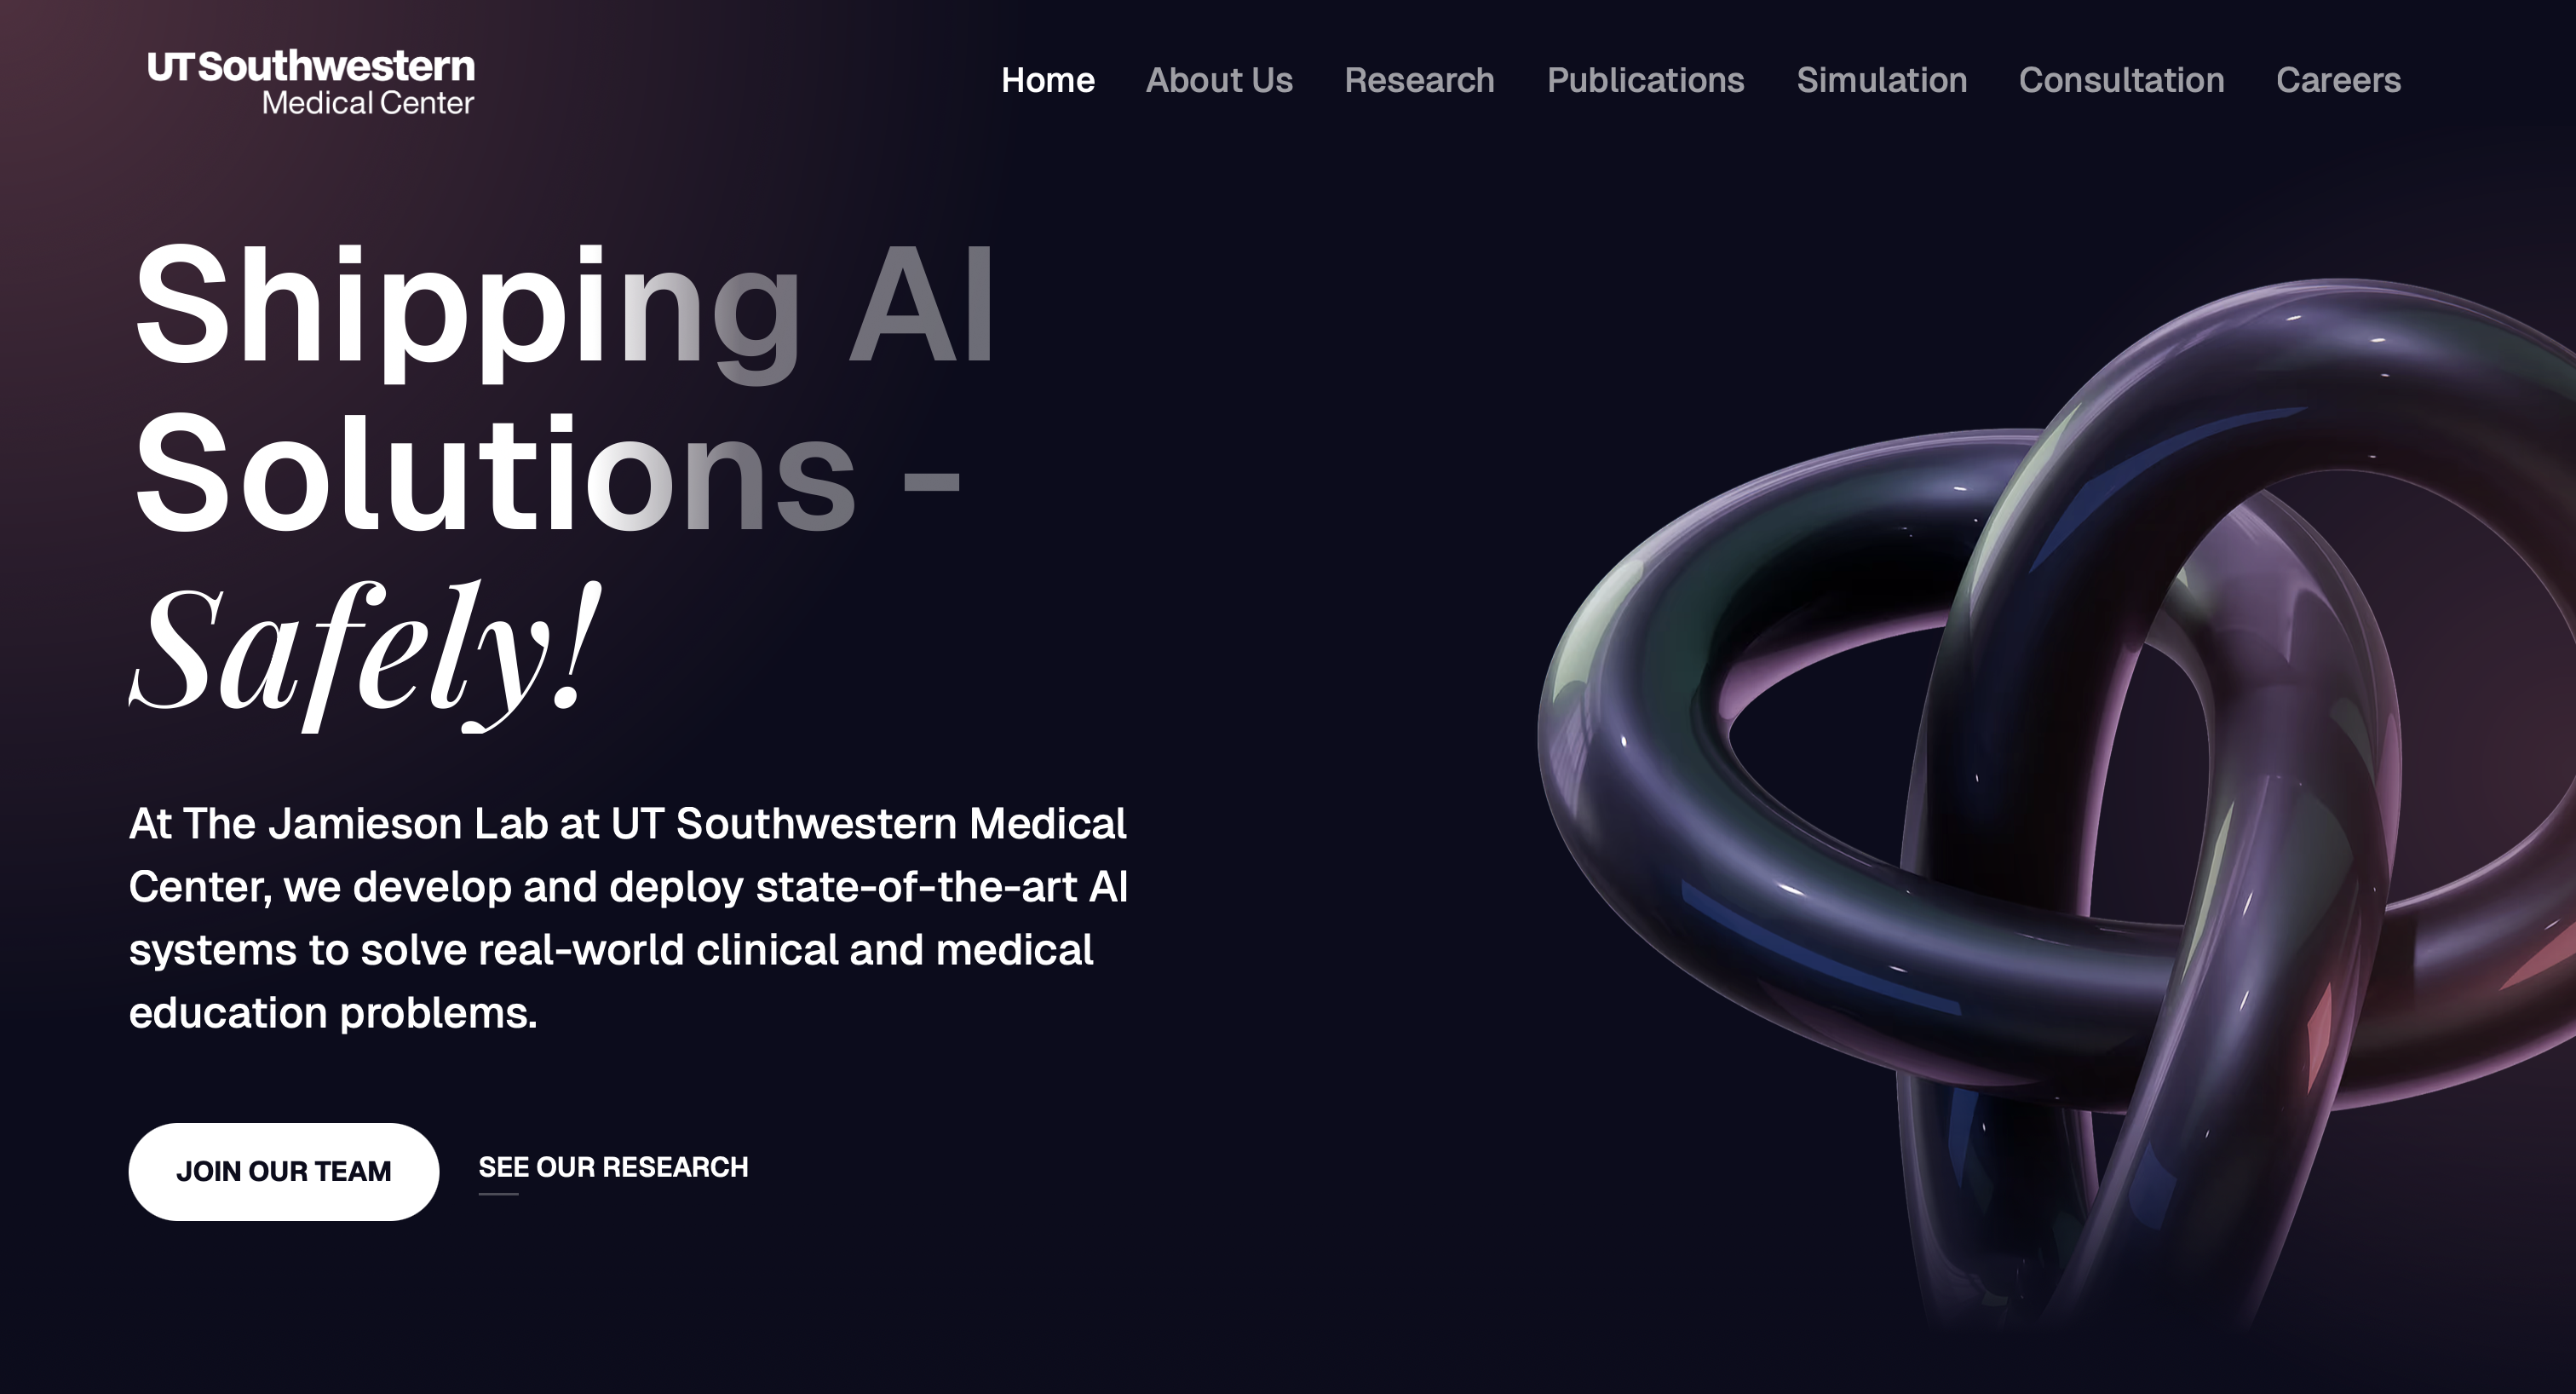 UT Southwestern
Medical Center
Home About Us Research Publications Simulation Consultation Careers
Shipping AI
Solutions -
Safely!
At The Jamieson Lab at UT Southwestern Medical
Center, we develop and deploy state-of-the-art AI
systems to solve real-world clinical and medical
education problems.
JOIN OUR TEAM
SEE OUR RESEARCH